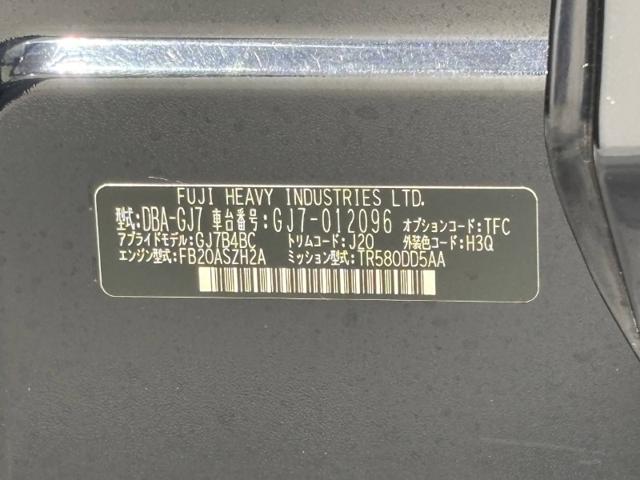 FUJI HEAVY INDUSTRIES LTD.
型式:DBA-GJ7 車台番号:GJ7-012096 オプションコード:TFC
アプライドモデル:GJ7B4BC トリムコード:J20 外装色コード:H3Q
エンジン型式:FB20ASZH2A ミッション型式:TR580DD5AA